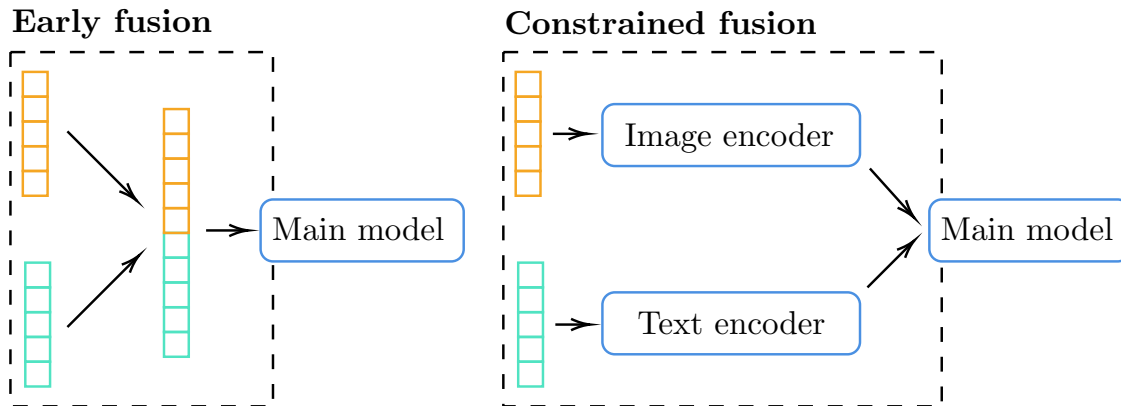 Early fusion
Main model
Constrained fusion
Image encoder
Text encoder
Main model